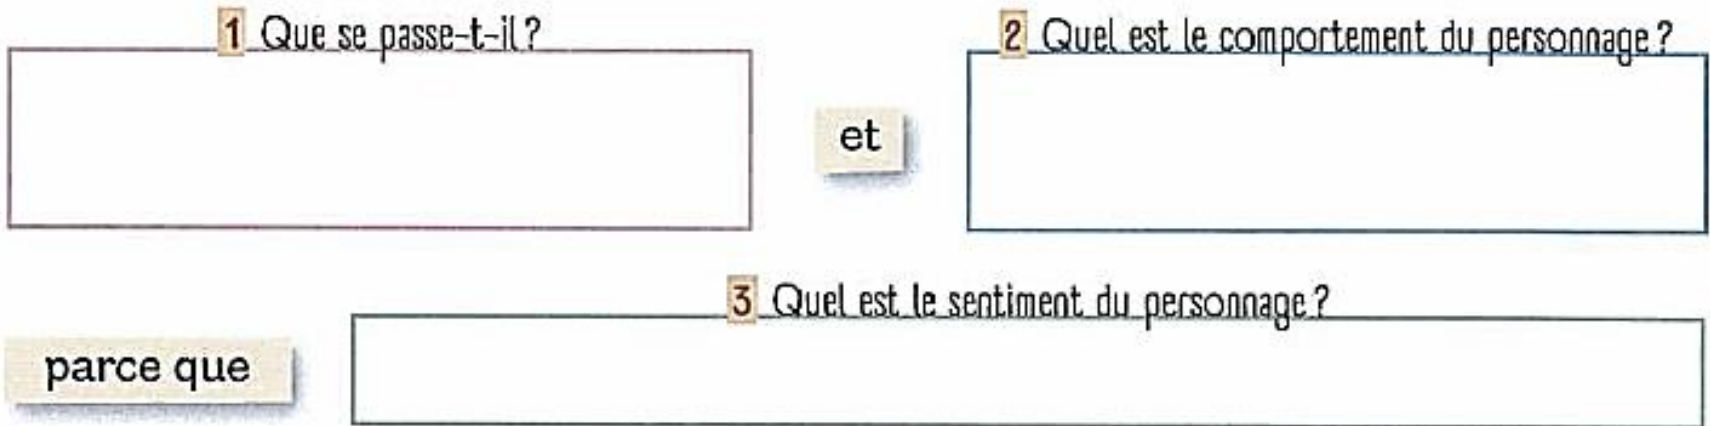 1 Que se passe-t-il ?
2 Quel est le comportement du personnage ?
et
3 Quel est le sentiment du personnage ?
parce que